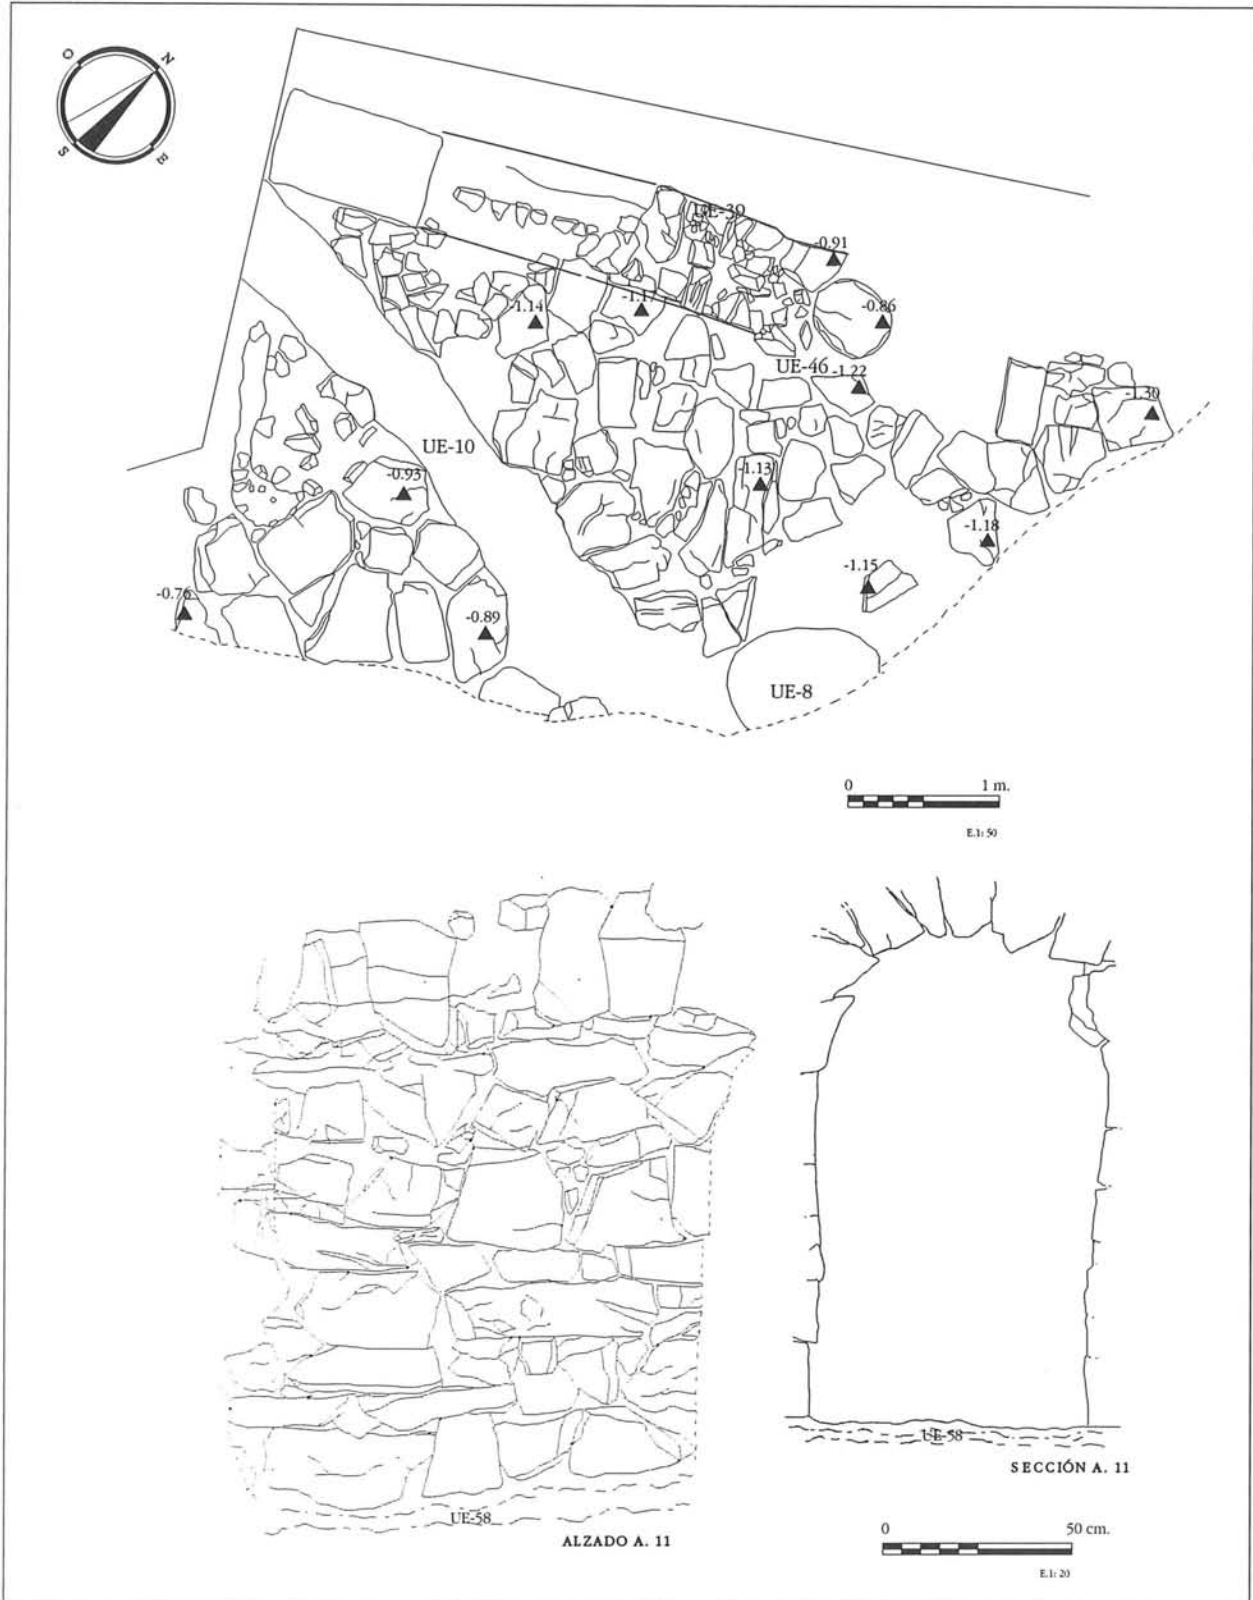 O N
S E
UE-39
-0.91
-1.14 -1.17 -0.86
UE-46 -1.22
-1.30
UE-10
-0.93 -1.13
-1.18
-1.15
-0.76
-0.89
UE-8
0 1 m.
E.1: 50
UE-58
SECCIÓN A. 11
UE-58
ALZADO A. 11
0 50 cm.
E.1: 20